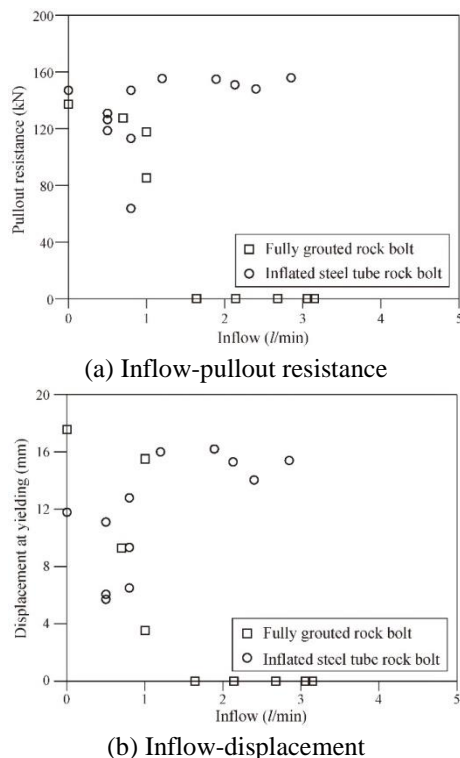 200
160
120
80
40
0
Pullout resistance (kN)
Fully grouted rock bolt
Inflated steel tube rock bolt
0 1 2 3 4 5
Inflow (l/min)
(a) Inflow-pullout resistance
20
16
12
8
4
0
Displacement at yielding (mm)
Fully grouted rock bolt
Inflated steel tube rock bolt
0 1 2 3 4 5
Inflow (l/min)
(b) Inflow-displacement